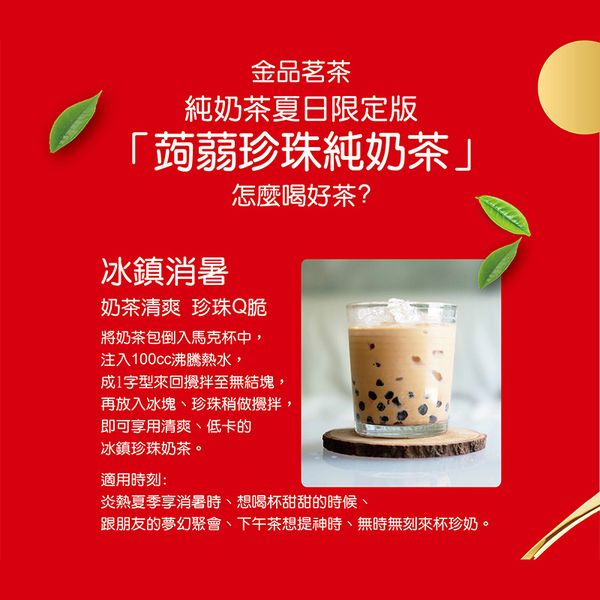 金品茗茶
純奶茶夏日限定版
「蒟蒻珍珠純奶茶」
怎麼喝好茶?
冰鎮消暑
奶茶清爽 珍珠Q脆
將奶茶包倒入馬克杯中，
注入100cc沸騰熱水，
成1字型來回攪拌至無結塊，
再放入冰塊、珍珠稍做攪拌，
即可享用清爽、低卡的
冰鎮珍珠奶茶。
適用時刻:
炎熱夏季享消暑時、想喝杯甜甜的時候、
跟朋友的夢幻聚會、下午茶想提神時、無時無刻來杯珍奶。